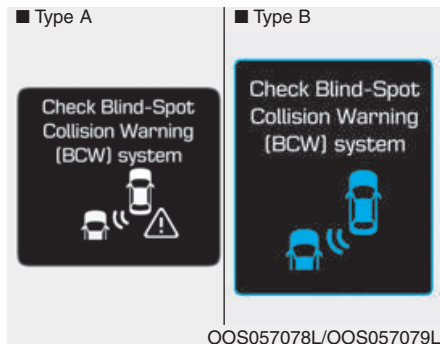 ■ Type A
Check Blind-Spot
Collision Warning
(BCW) system
■ Type B
Check Blind-Spot
Collision Warning
(BCW) system
OOS057078L/OOS057079L